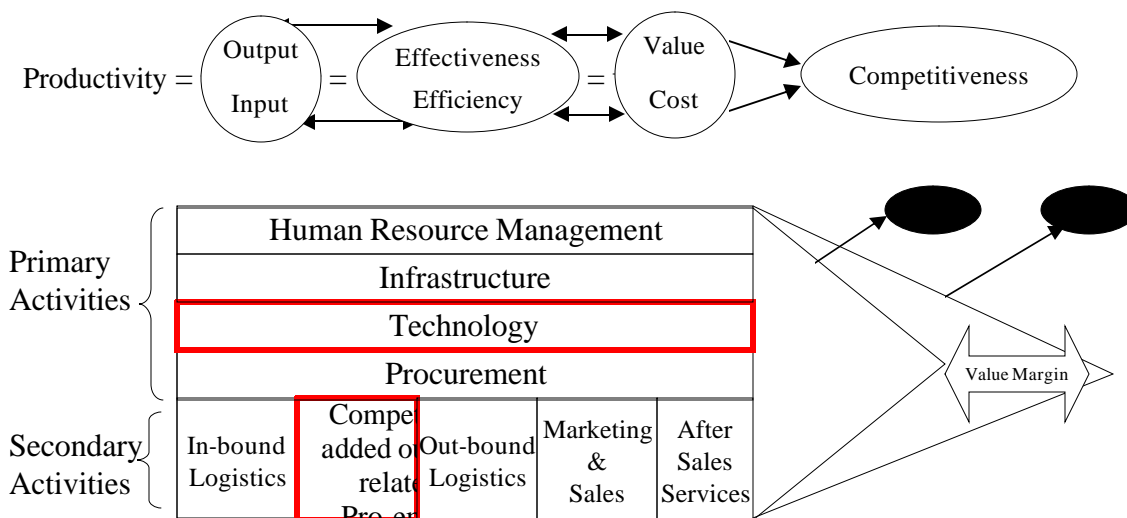 Productivity =
Output
Input
=
Effectiveness
Efficiency
=
Value
Cost
Competitiveness
Primary
Activities
Human Resource Management
Infrastructure
Technology
Procurement
Value Margin
Secondary
Activities
In-bound
Logistics
added
Out-bound
Logistics
Marketing
&
Sales
After
Sales
Services